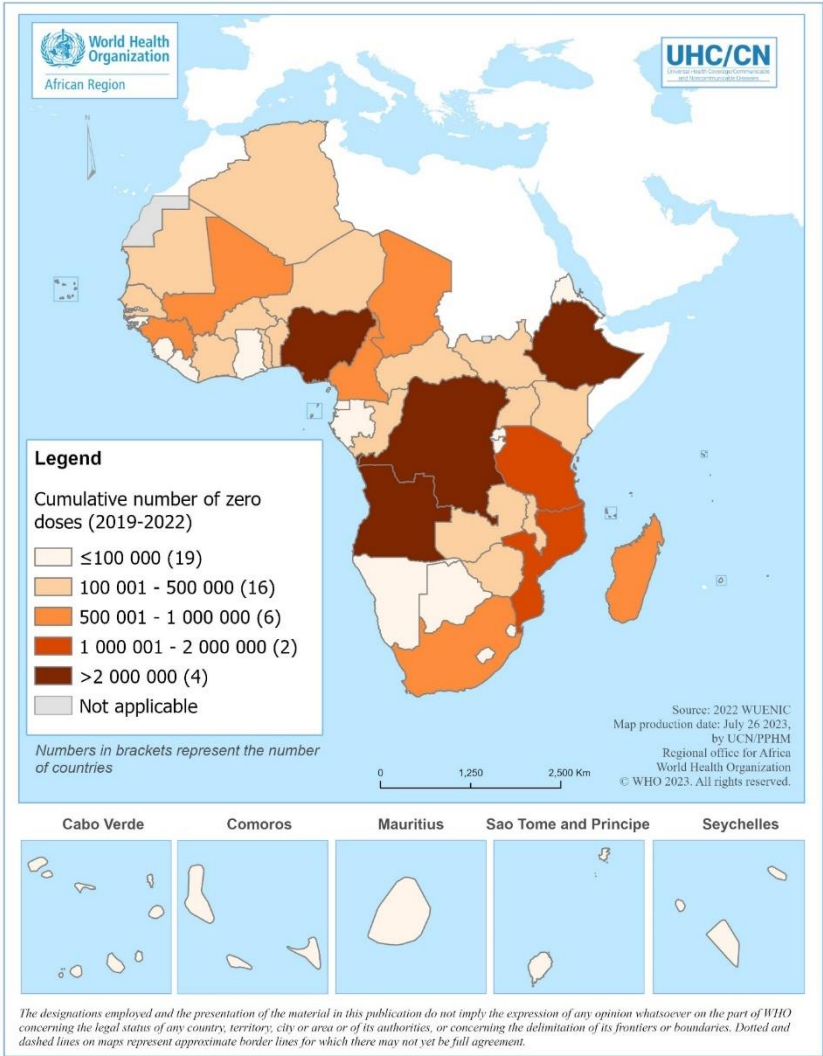 World Health
Organization
African Region
UHC/CN
Universal Health Coverage/Communicable
and Noncommunicable Diseases
N
Legend
Cumulative number of zero
doses (2019-2022)
≤100 000 (19)
100 001 - 500 000 (16)
500 001 - 1 000 000 (6)
1 000 001 - 2 000 000 (2)
>2 000 000 (4)
Not applicable
Numbers in brackets represent the number
of countries
Source: 2022 WUENIC
Map production date: July 26 2023,
by UCN/PPHM
Regional office for Africa
World Health Organization
© WHO 2023. All rights reserved.
0 1,250 2,500 Km
Cabo Verde
Comoros
Mauritius
Sao Tome and Principe
Seychelles
The designations employed and the presentation of the material in this publication do not imply the expression of any opinion whatsoever on the part of WHO
concerning the legal status of any country, territory, city or area or of its authorities, or concerning the delimitation of its frontiers or boundaries. Dotted and
dashed lines on maps represent approximate border lines for which there may not yet be full agreement.